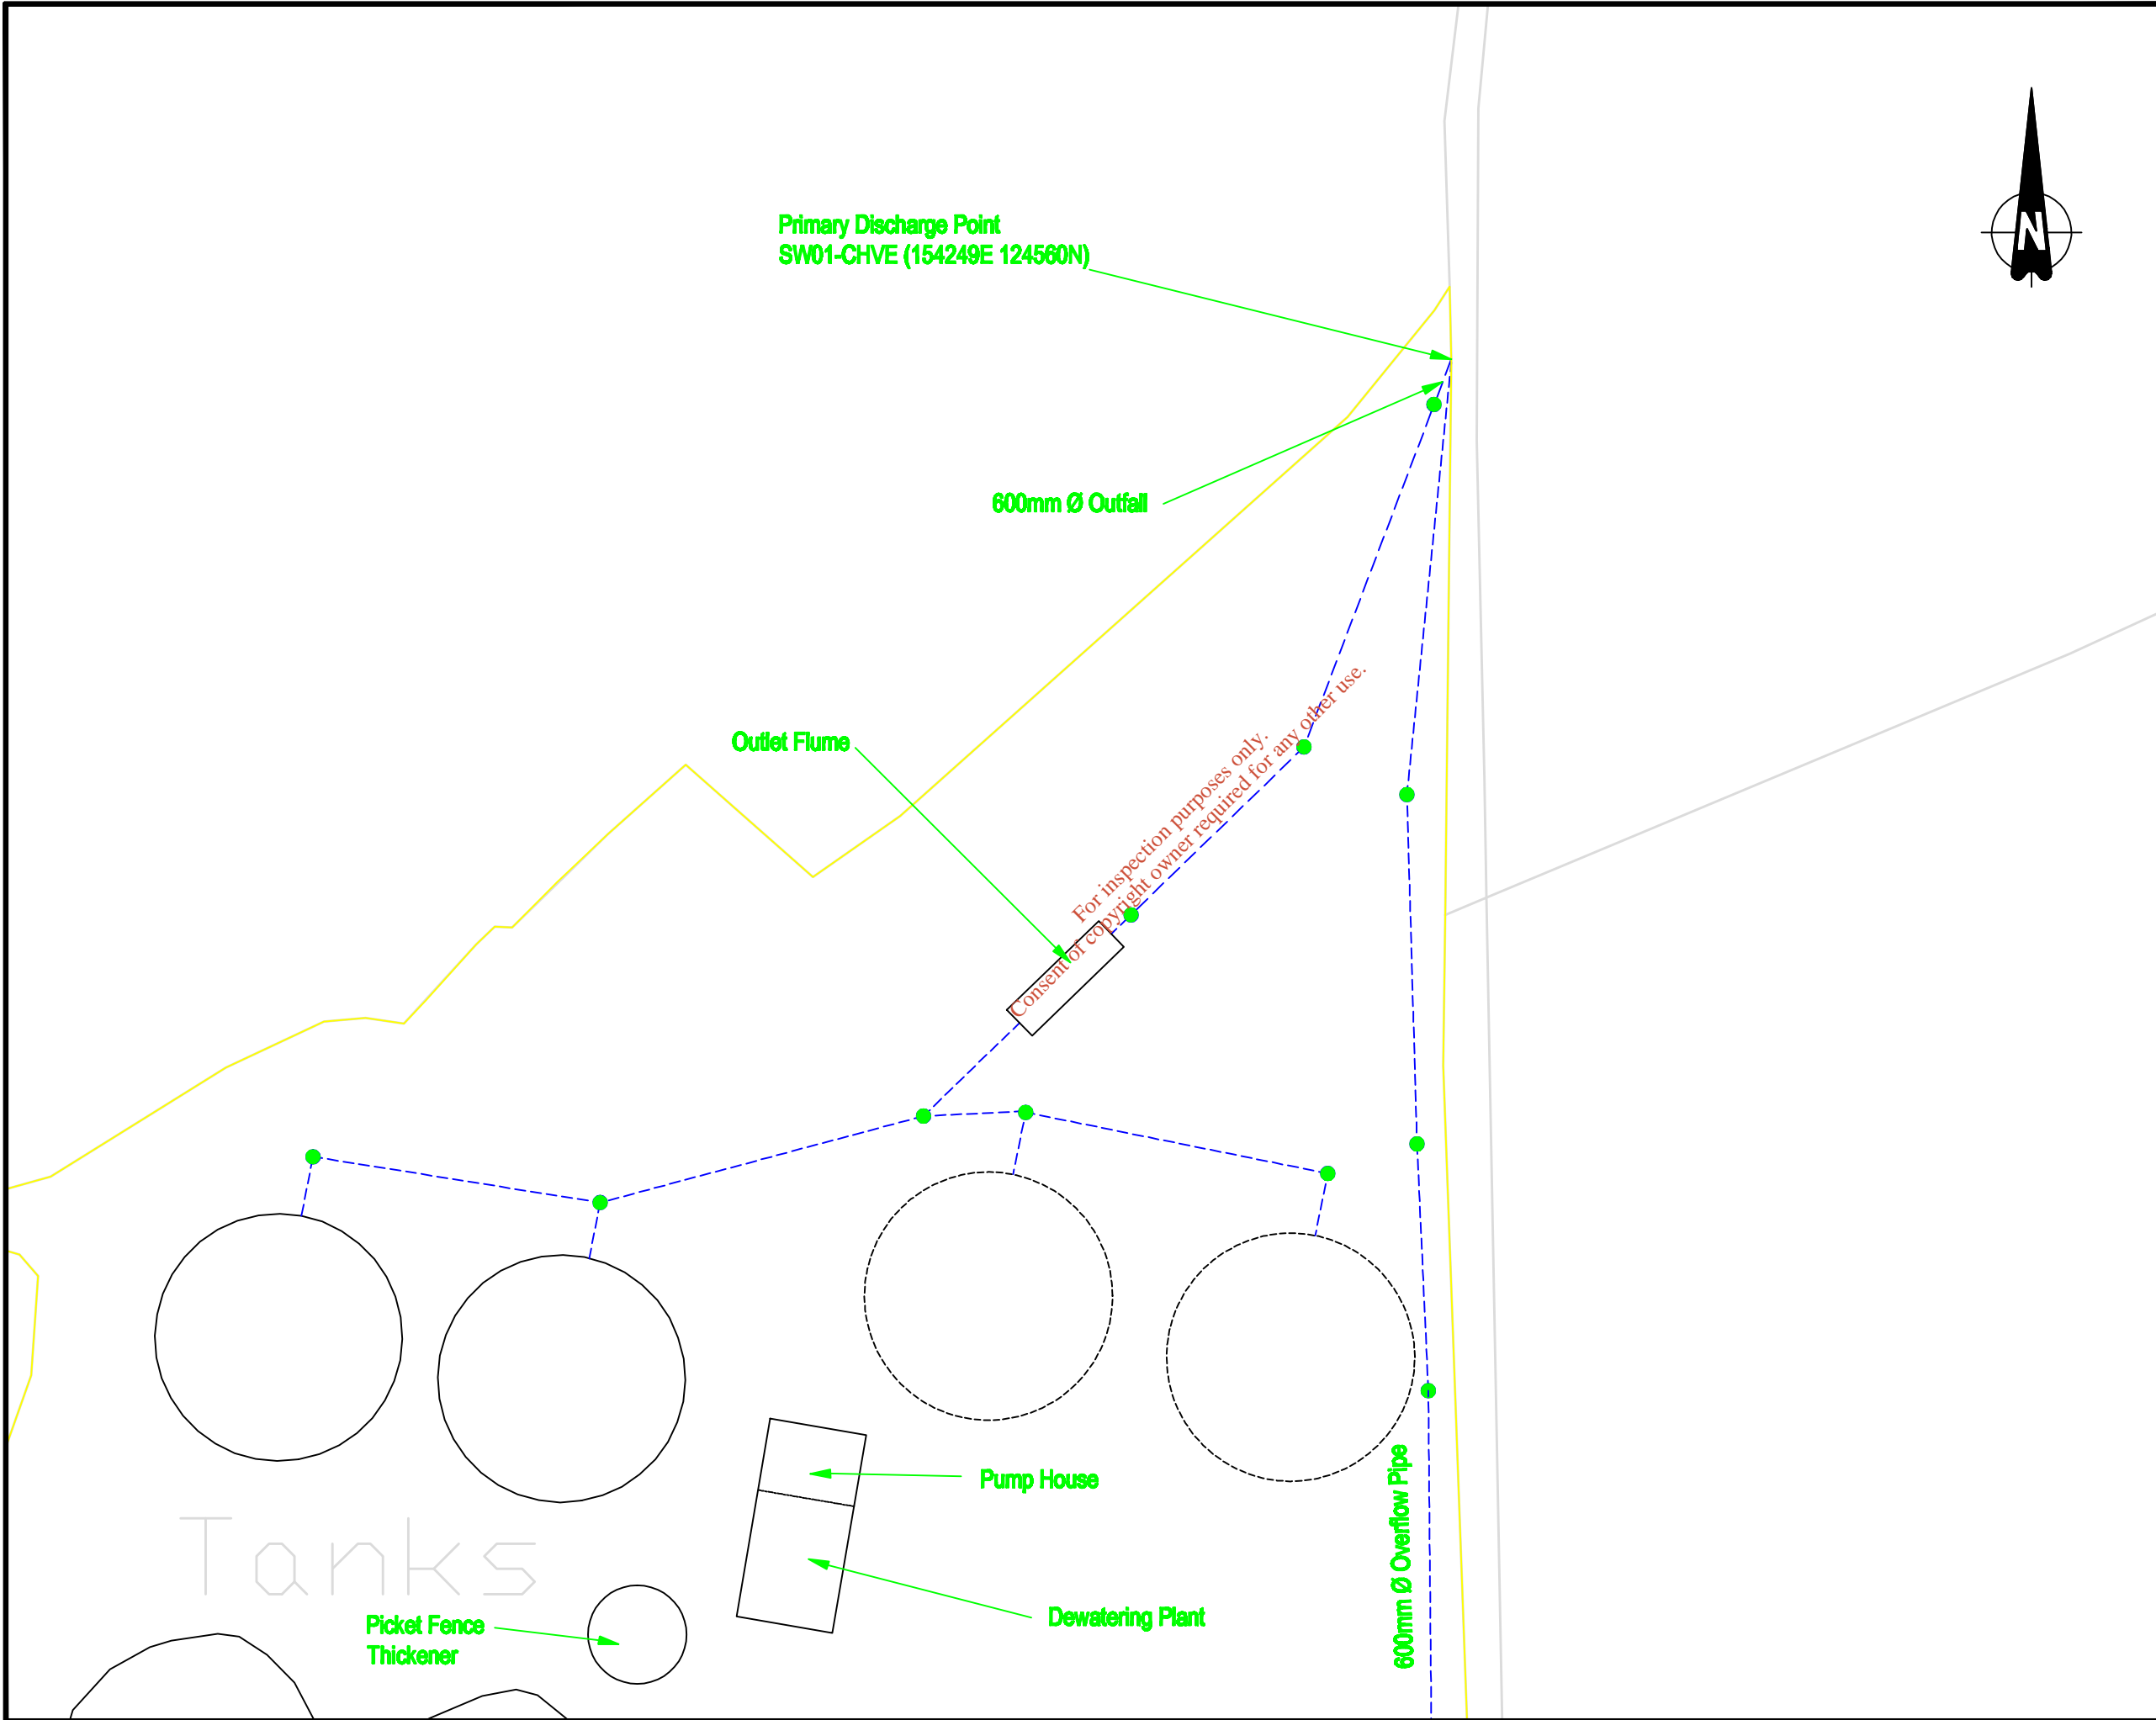 Primary Discharge Point
SW01-CHVE (154249E 124560N)
N
600mm Ø Outfall
Outlet Flume
For inspection purposes only.
Consent of copyright owner required for any other use.
Pump House
600mm Ø Overflow Pipe
Tanks
Dewatering Plant
Picket Fence
Thickener